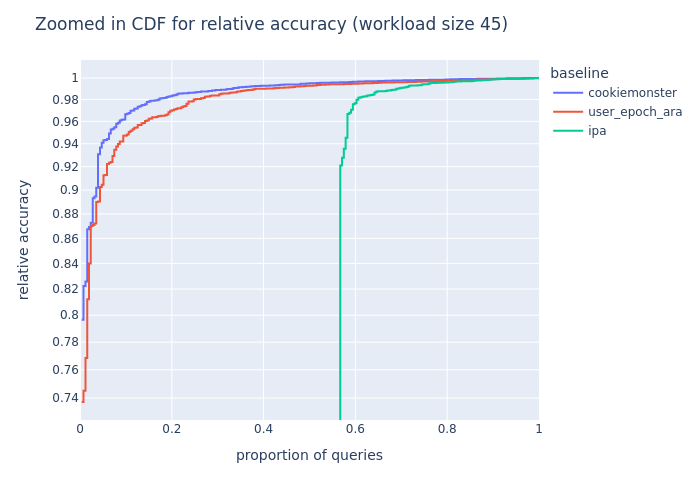 Zoomed in CDF for relative accuracy (workload size 45)
baseline
cookiemonster
user_epoch_ara
ipa
relative accuracy
1
0.98
0.96
0.94
0.92
0.9
0.88
0.86
0.84
0.82
0.8
0.78
0.76
0.74
0 0.2 0.4 0.6 0.8 1
proportion of queries